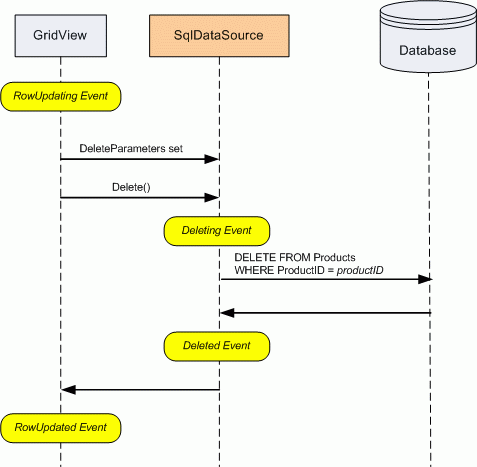 GridView
SqlDataSource
Database
RowUpdating Event
DeleteParameters set
Delete()
Deleting Event
DELETE FROM Products
WHERE ProductID = productID
Deleted Event
RowUpdated Event